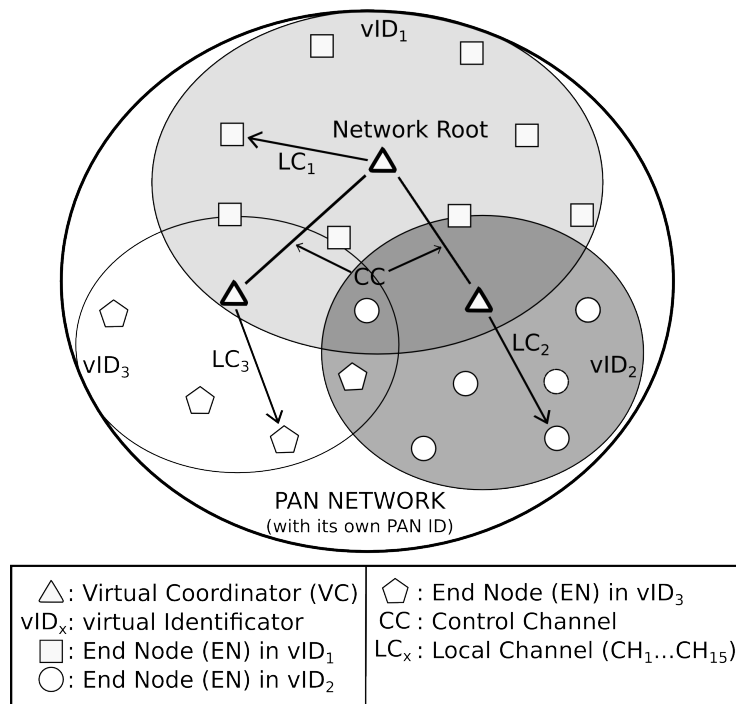 vID₁
Network Root
LC₁
CC
vID₃
LC₃
LC₂
vID₂
PAN NETWORK
(with its own PAN ID)
: Virtual Coordinator (VC)
vIDₓ: virtual Identificator
: End Node (EN) in vID₁
: End Node (EN) in vID₂
: End Node (EN) in vID₃
CC : Control Channel
LCₓ : Local Channel (CH₁...CH₁₅)